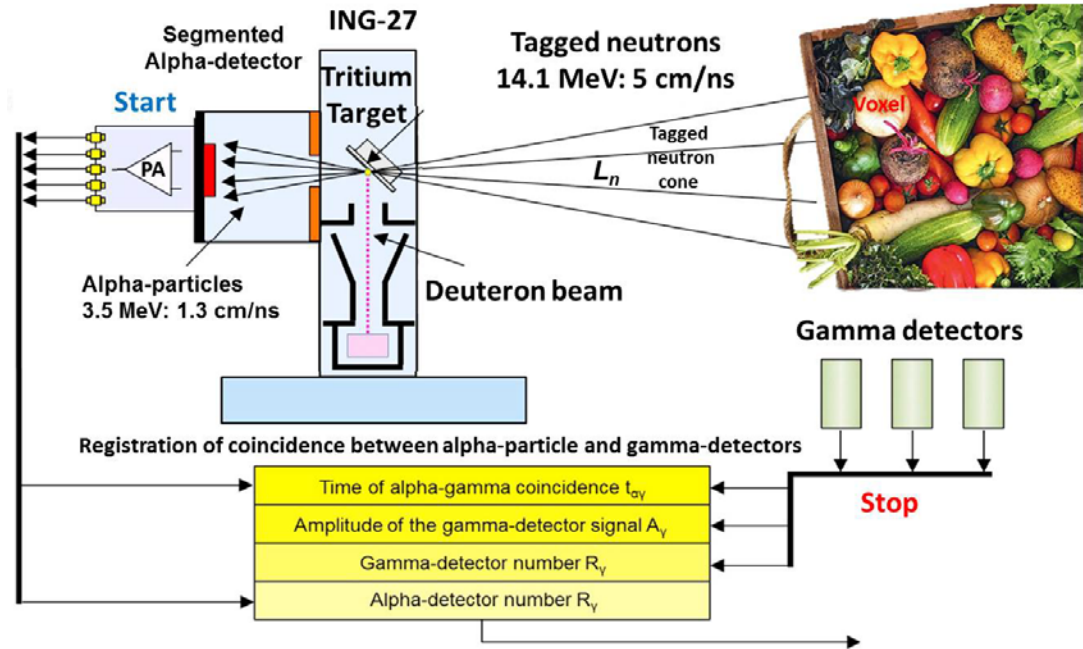 ING-27
Segmented
Alpha-detector
Tritium
Target
Tagged neutrons
14.1 MeV: 5 cm/ns
Start
PA
Voxel
Tagged
neutron
cone
Lₙ
Alpha-particles
3.5 MeV: 1.3 cm/ns
Deuteron beam
Gamma detectors
Registration of coincidence between alpha-particle and gamma-detectors
Time of alpha-gamma coincidence tαγ
Amplitude of the gamma-detector signal Aγ
Gamma-detector number Rγ
Alpha-detector number Rγ
Stop